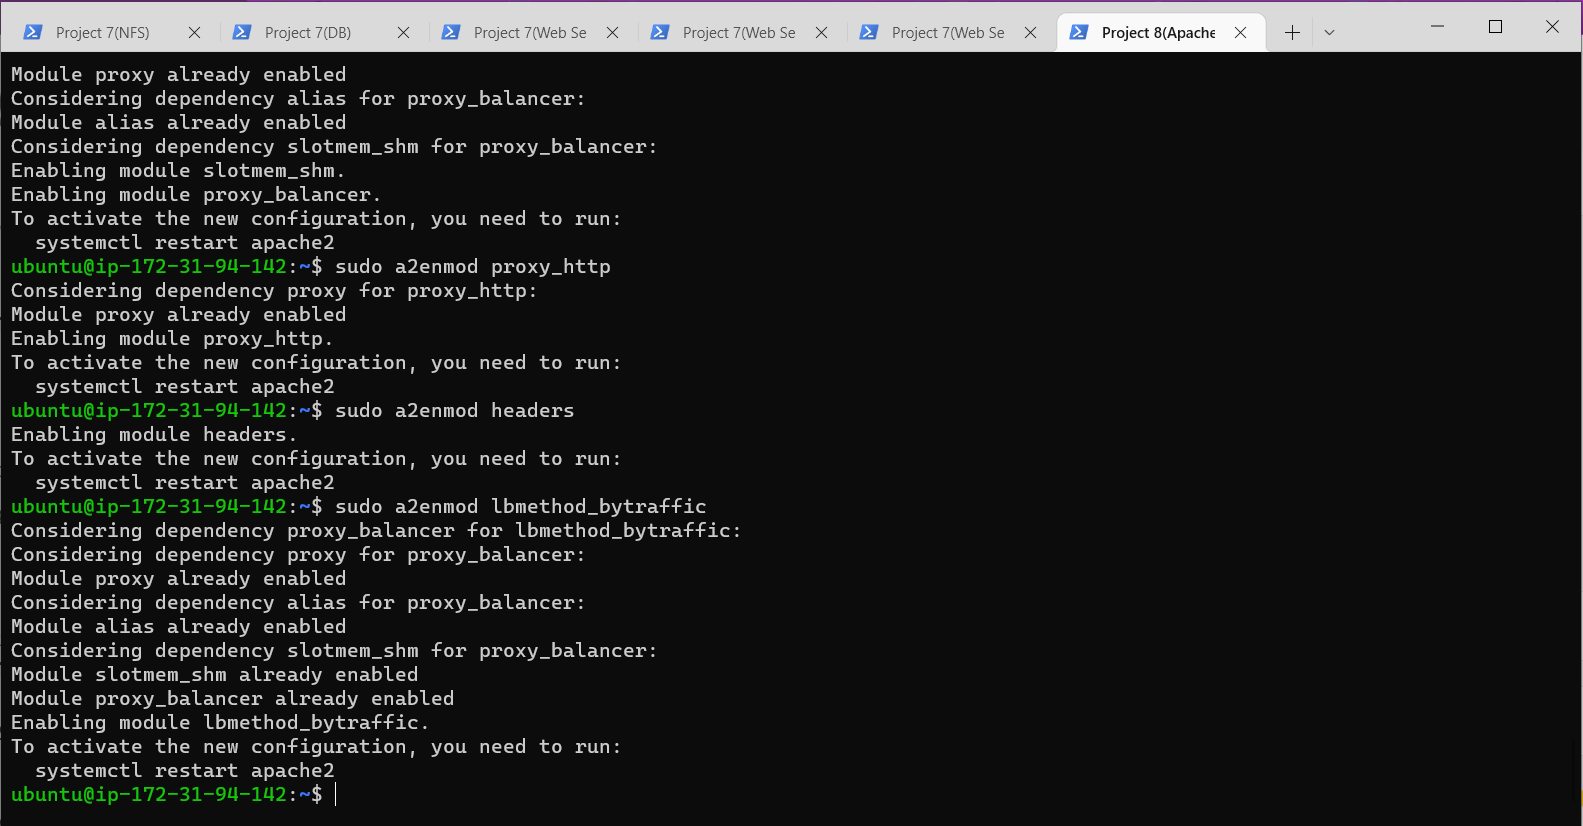 Project 7(NFS)
Project 7(DB)
Project 7(Web Se
Project 7(Web Se
Project 7(Web Se
Project 8(Apache
Module proxy already enabled
Considering dependency alias for proxy_balancer:
Module alias already enabled
Considering dependency slotmem_shm for proxy_balancer:
Enabling module slotmem_shm.
Enabling module proxy_balancer.
To activate the new configuration, you need to run:
  systemctl restart apache2
ubuntu@ip-172-31-94-142:~$ sudo a2enmod proxy_http
Considering dependency proxy for proxy_http:
Module proxy already enabled
Enabling module proxy_http.
To activate the new configuration, you need to run:
  systemctl restart apache2
ubuntu@ip-172-31-94-142:~$ sudo a2enmod headers
Enabling module headers.
To activate the new configuration, you need to run:
  systemctl restart apache2
ubuntu@ip-172-31-94-142:~$ sudo a2enmod lbmethod_bytraffic
Considering dependency proxy_balancer for lbmethod_bytraffic:
Considering dependency proxy for proxy_balancer:
Module proxy already enabled
Considering dependency alias for proxy_balancer:
Module alias already enabled
Considering dependency slotmem_shm for proxy_balancer:
Module slotmem_shm already enabled
Module proxy_balancer already enabled
Enabling module lbmethod_bytraffic.
To activate the new configuration, you need to run:
  systemctl restart apache2
ubuntu@ip-172-31-94-142:~$